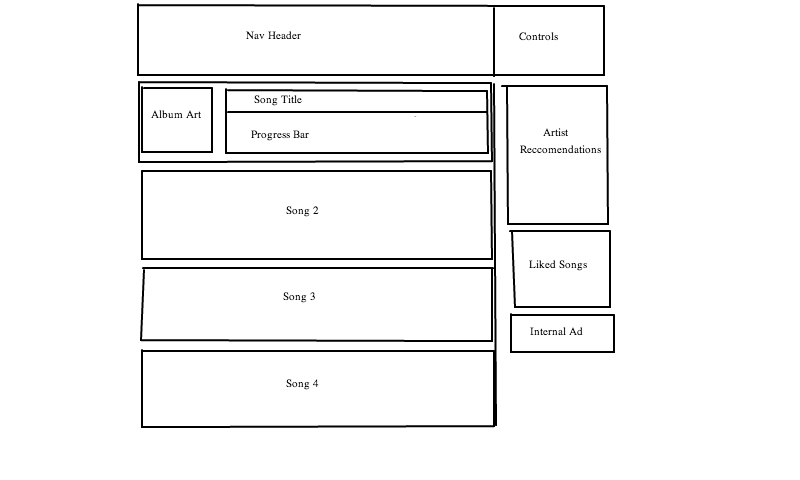 Nav Header
Controls
Album Art
Song Title
Progress Bar
Artist
Reccomendations
Song 2
Liked Songs
Song 3
Internal Ad
Song 4